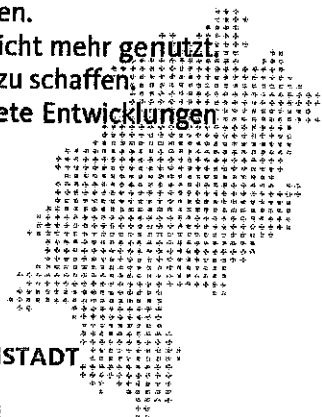 en.
icht mehr genutzt.
zu schaffen.
ete Entwicklungen
STADT